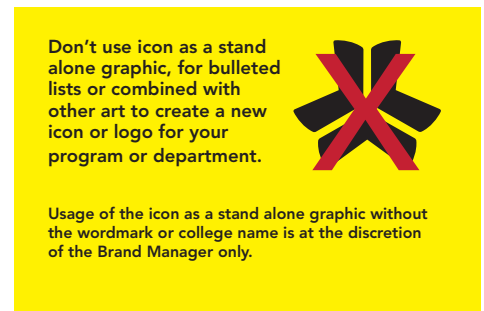 Don’t use icon as a stand
alone graphic, for bulleted
lists or combined with
other art to create a new
icon or logo for your
program or department.
Usage of the icon as a stand alone graphic without
the wordmark or college name is at the discretion
of the Brand Manager only.